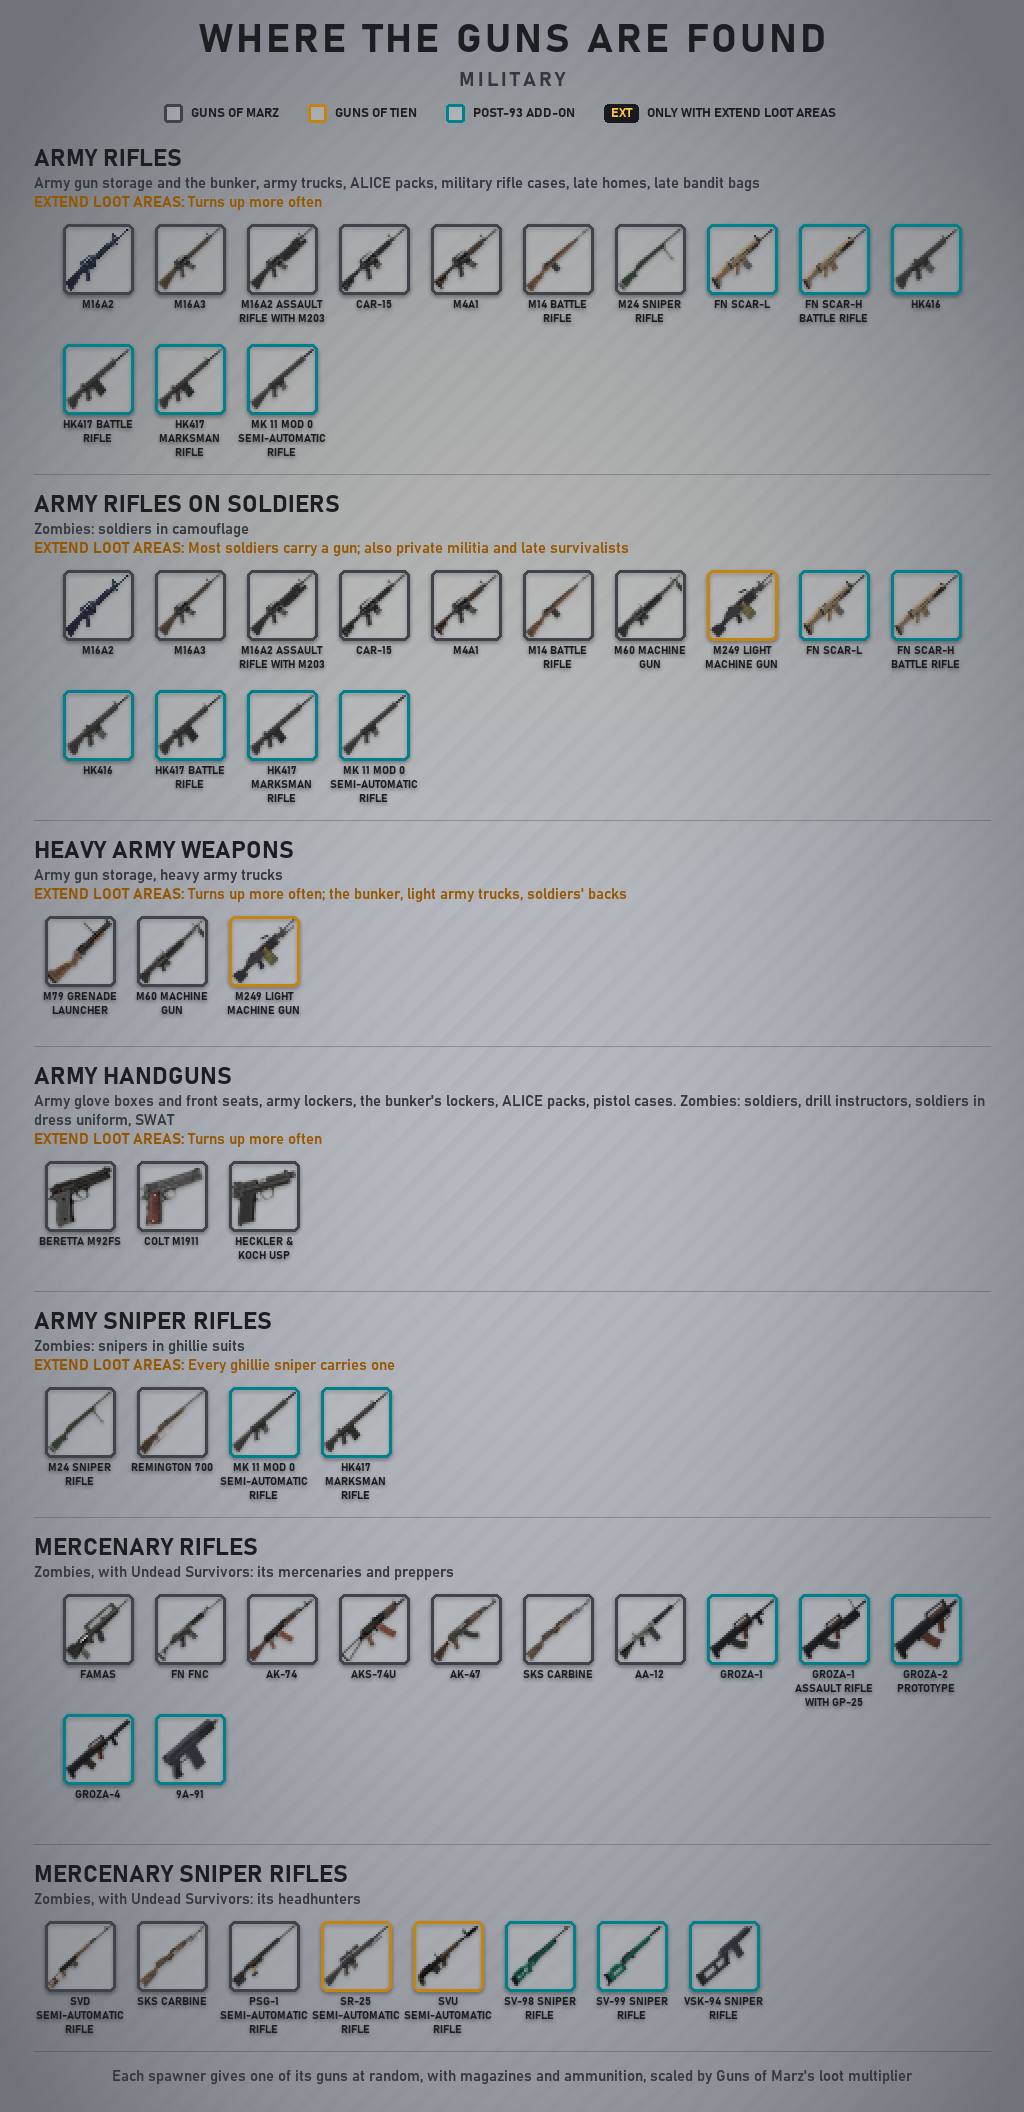 WHERE THE GUNS ARE FOUND
MILITARY
GUNS OF MARZ
GUNS OF TIEN
POST-93 ADD-ON
EXT ONLY WITH EXTEND LOOT AREAS
ARMY RIFLES
Army gun storage and the bunker, army trucks, ALICE packs, military rifle cases, late homes, late bandit bags
EXTEND LOOT AREAS: Turns up more often
M16A2
M16A3
M16A2 ASSAULT
RIFLE WITH M203
CAR-15
M4A1
M14 BATTLE
RIFLE
M24 SNIPER
RIFLE
FN SCAR-L
FN SCAR-H
BATTLE RIFLE
HK416
HK417 BATTLE
RIFLE
HK417
MARKSMAN
RIFLE
MK 11 MOD 0
SEMI-AUTOMATIC
RIFLE
ARMY RIFLES ON SOLDIERS
Zombies: soldiers in camouflage
EXTEND LOOT AREAS: Most soldiers carry a gun; also private militia and late survivalists
M16A2
M16A3
M16A2 ASSAULT
RIFLE WITH M203
CAR-15
M4A1
M14 BATTLE
RIFLE
M60 MACHINE
GUN
M249 LIGHT
MACHINE GUN
FN SCAR-L
FN SCAR-H
BATTLE RIFLE
HK416
HK417 BATTLE
RIFLE
HK417
MARKSMAN
RIFLE
MK 11 MOD 0
SEMI-AUTOMATIC
RIFLE
HEAVY ARMY WEAPONS
Army gun storage, heavy army trucks
EXTEND LOOT AREAS: Turns up more often; the bunker, light army trucks, soldiers' backs
M79 GRENADE
LAUNCHER
M60 MACHINE
GUN
M249 LIGHT
MACHINE GUN
ARMY HANDGUNS
Army glove boxes and front seats, army lockers, the bunker's lockers, ALICE packs, pistol cases. Zombies: soldiers, drill instructors, soldiers in
dress uniform, SWAT
EXTEND LOOT AREAS: Turns up more often
BERETTA M92FS
COLT M1911
HECKLER &
KOCH USP
ARMY SNIPER RIFLES
Zombies: snipers in ghillie suits
EXTEND LOOT AREAS: Every ghillie sniper carries one
M24 SNIPER
RIFLE
REMINGTON 700
MK 11 MOD 0
SEMI-AUTOMATIC
RIFLE
HK417
MARKSMAN
RIFLE
MERCENARY RIFLES
Zombies, with Undead Survivors: its mercenaries and preppers
FAMAS
FN FNC
AK-74
AKS-74U
AK-47
SKS CARBINE
AA-12
GROZA-1
GROZA-1
ASSAULT RIFLE
WITH GP-25
GROZA-2
PROTOTYPE
GROZA-4
9A-91
MERCENARY SNIPER RIFLES
Zombies, with Undead Survivors: its headhunters
SVD
SEMI-AUTOMATIC
RIFLE
SKS CARBINE
PSG-1
SEMI-AUTOMATIC
RIFLE
SR-25
SEMI-AUTOMATIC
RIFLE
SVU
SEMI-AUTOMATIC
RIFLE
SV-98 SNIPER
RIFLE
SV-99 SNIPER
RIFLE
VSK-94 SNIPER
RIFLE
Each spawner gives one of its guns at random, with magazines and ammunition, scaled by Guns of Marz's loot multiplier